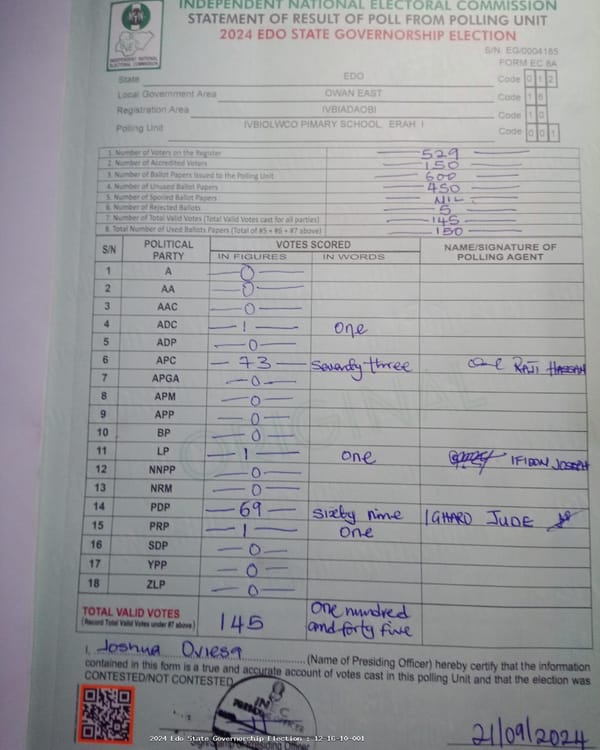 INDEPENDENT NATIONAL ELECTORAL COMMISSION
STATEMENT OF RESULT OF POLL FROM POLLING UNIT
2024 EDO STATE GOVERNORSHIP ELECTION
INEC
INDEPENDENT NATIONAL ELECTORAL COMMISSION
S/N: EG/0004185
FORM EC 8A
State EDO Code 0 1 2
Local Government Area OWAN EAST Code 1 6
Registration Area IVBIADAOBI Code 1 0
Polling Unit IVBIOLWCO PIMARY SCHOOL, ERAH I Code 0 0 1
1. Number of Voters on the Register 529
2. Number of Accredited Voters 150
3. Number of Ballot Papers Issued to the Polling Unit 600
4. Number of Unused Ballot Papers 450
5. Number of Spoiled Ballot Papers NIL
6. Number of Rejected Ballots 5
7. Number of Total Valid Votes (Total Valid Votes cast for all parties) 145
8. Total Number of Used Ballots Papers (Total of #5 + #6 + #7 above) 150
S/N POLITICAL PARTY VOTES SCORED NAME/SIGNATURE OF POLLING AGENT
IN FIGURES IN WORDS
1 A 0
2 AA 0
3 AAC 0
4 ADC 1 one
5 ADP 0
6 APC 73 seventy three RAJI HASSAN
7 APGA 0
8 APM 0
9 APP 0
10 BP 0
11 LP 1 one IFIDON JOSEPH
12 NNPP 0
13 NRM 0
14 PDP 69 sixty nine IGHARO JUDE
15 PRP 1 One
16 SDP 0
17 YPP 0
18 ZLP 0
ORIGINAL
TOTAL VALID VOTES 145 One hundred
(Record Total Valid Votes under #7 above) and forty five
I, Joshua Oviesa (Name of Presiding Officer) hereby certify that the information
contained in this form is a true and accurate account of votes cast in this polling Unit and that the election was
CONTESTED/NOT CONTESTED.
INEC
Presiding Officer
21/09/2024
2024 Edo State Governorship Election : 12-16-10-001